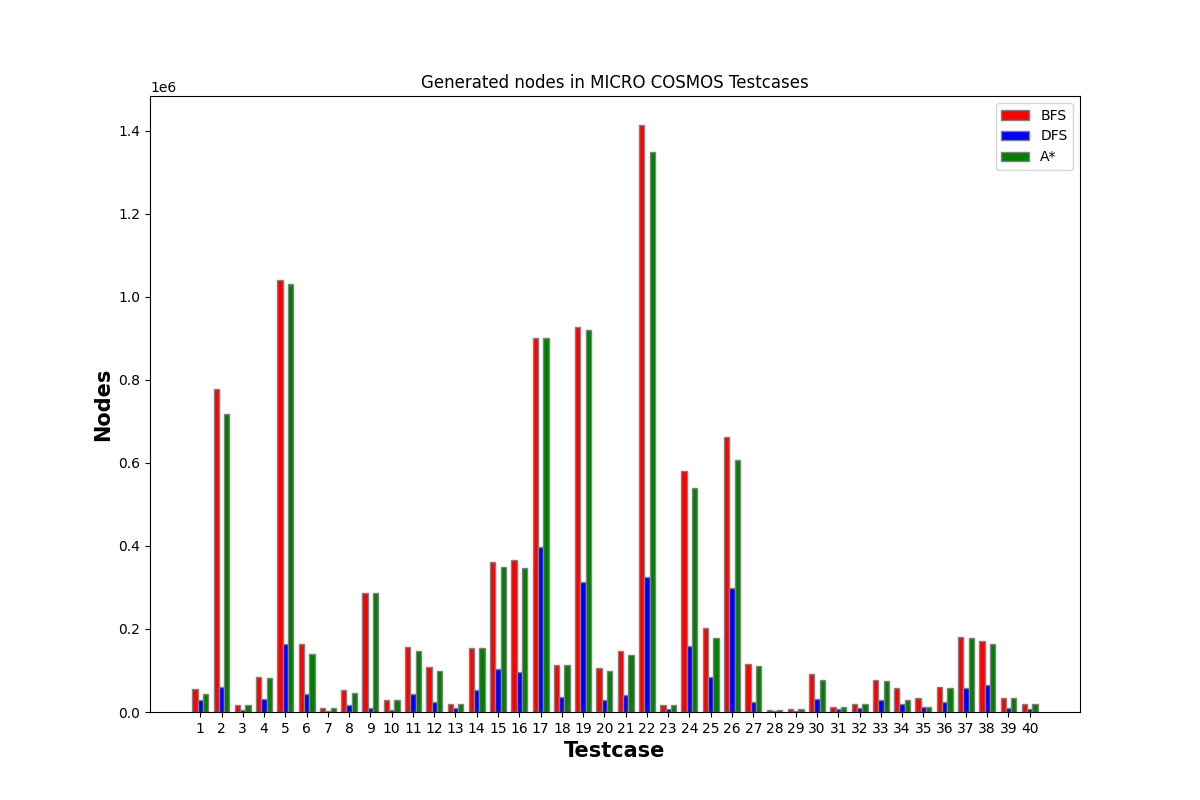 Generated nodes in MICRO COSMOS Testcases
1e6
BFS
DFS
A*
1.4
1.2
1.0
0.8
0.6
0.4
0.2
0.0
Nodes
1 2 3 4 5 6 7 8 9 10 11 12 13 14 15 16 17 18 19 20 21 22 23 24 25 26 27 28 29 30 31 32 33 34 35 36 37 38 39 40
Testcase